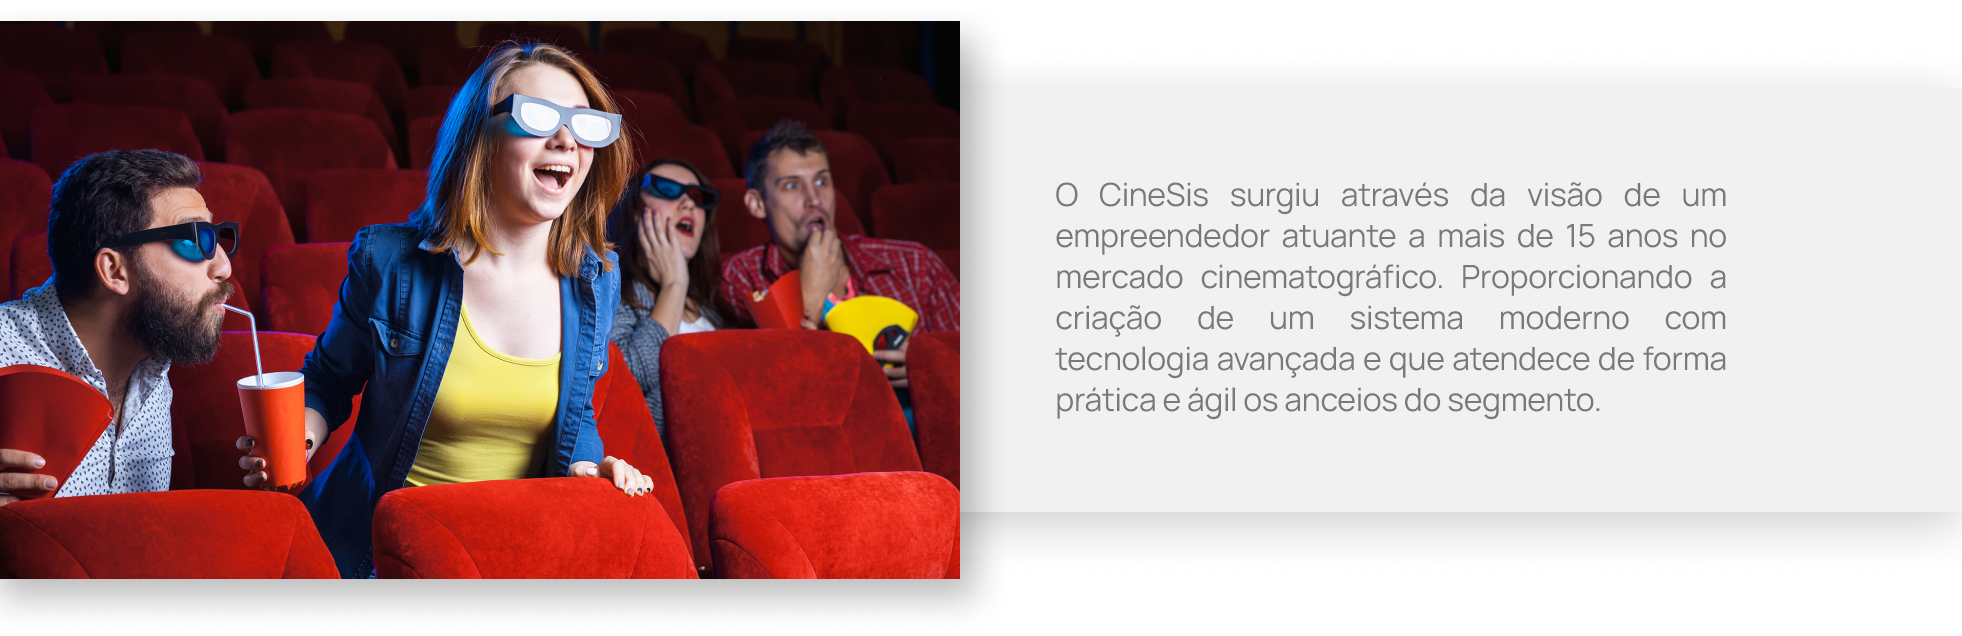 O CineSis surgiu através da visão de um
empreendedor atuante a mais de 15 anos no
mercado cinematográfico. Proporcionando a
criação de um sistema moderno com
tecnologia avançada e que atendece de forma
prática e ágil os anceios do segmento.